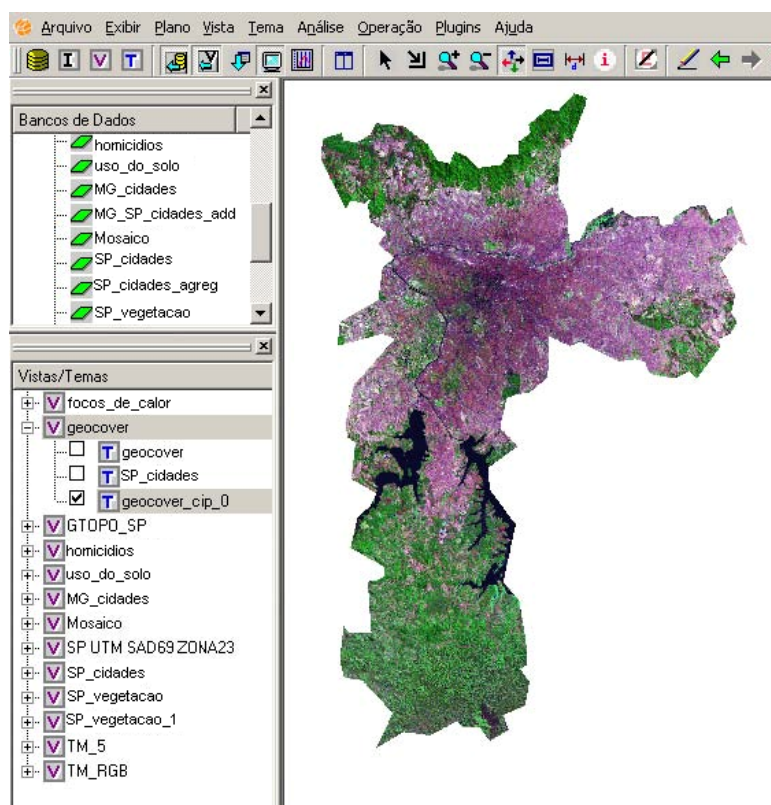 Arquivo Exibir Plano Vista Tema Análise Operação Plugins Ajuda
I V T
Bancos de Dados
homicidios
uso_do_solo
MG_cidades
MG_SP_cidades_add
Mosaico
SP_cidades
SP_cidades_agreg
SP_vegetacao
Vistas/Temas
V focos_de_calor
V geocover
T geocover
T SP_cidades
T geocover_cip_0
V GTOPO_SP
V homicidios
V uso_do_solo
V MG_cidades
V Mosaico
V SP UTM SAD69 ZONA23
V SP_cidades
V SP_vegetacao
V SP_vegetacao_1
V TM_5
V TM_RGB